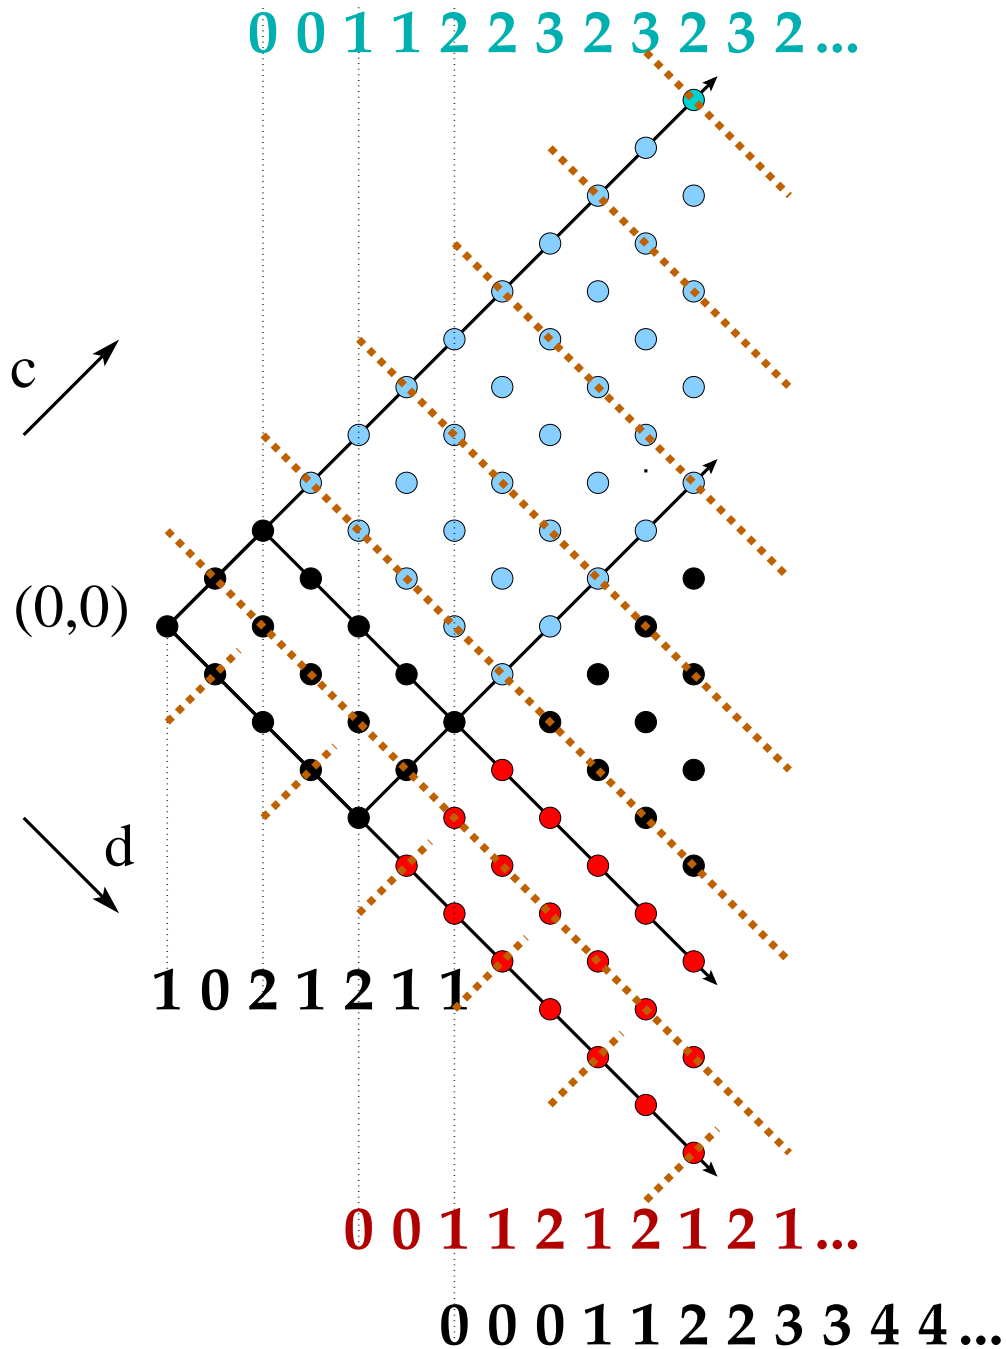 0 0 1 1 2 2 3 2 3 2 3 2 ...
c
(0,0)
d
1 0 2 1 2 1 1
0 0 1 1 2 1 2 1 2 1 ...
0 0 0 1 1 2 2 3 3 4 4 ...